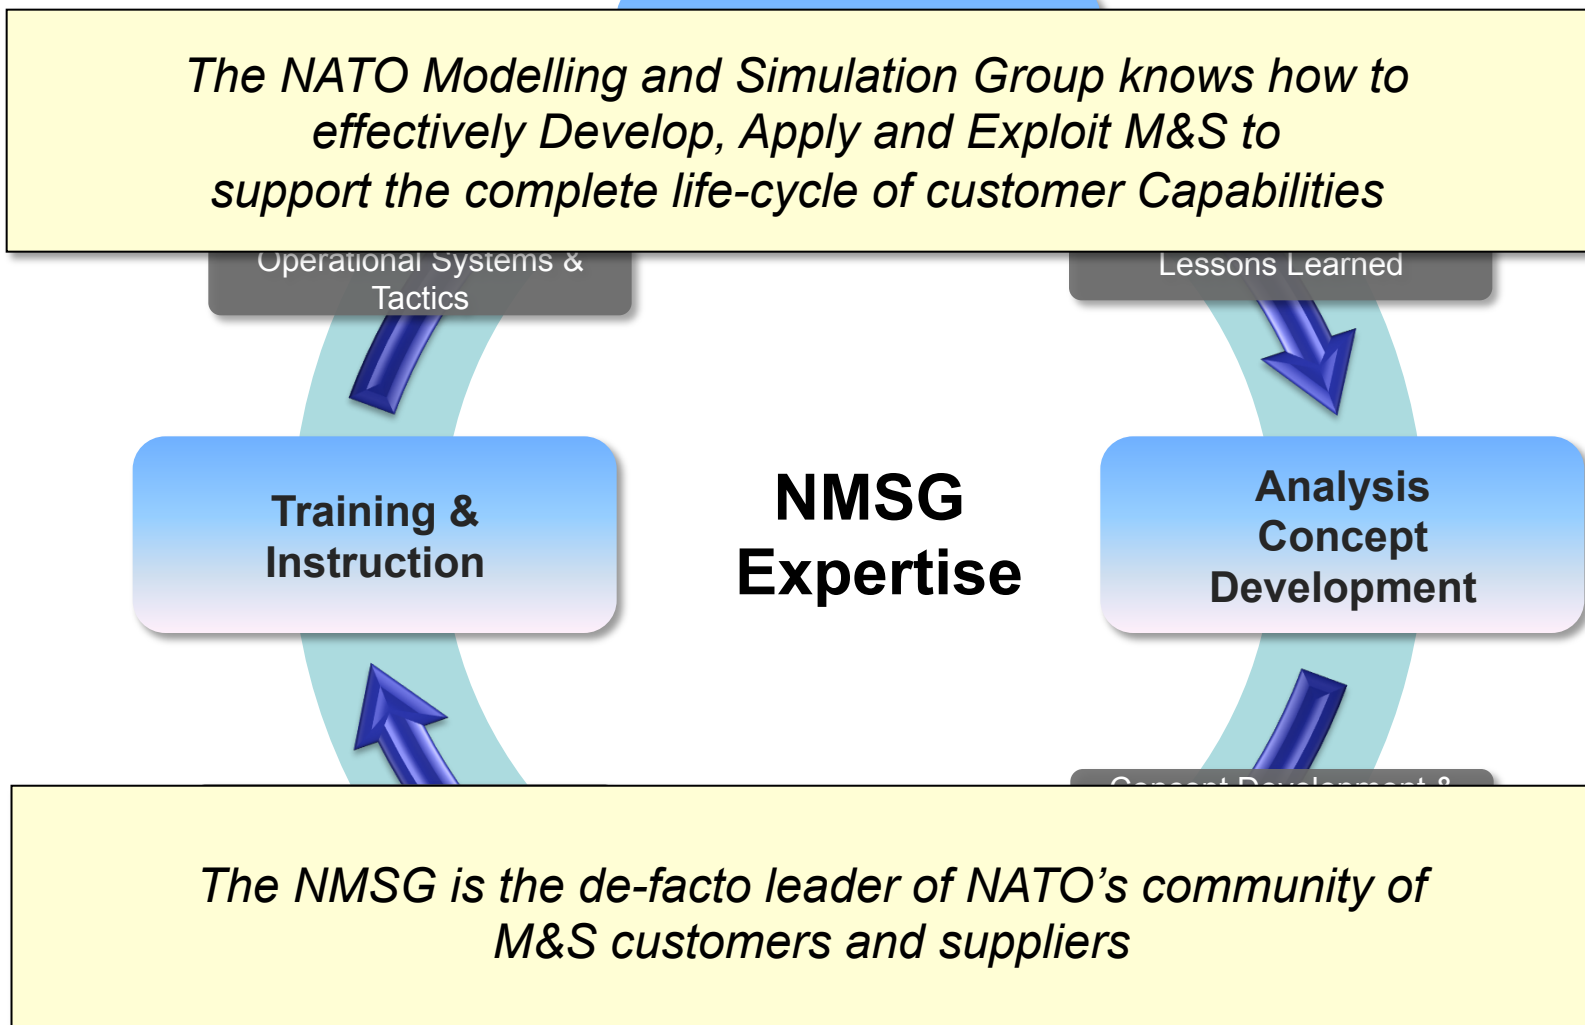 The NATO Modelling and Simulation Group knows how to
effectively Develop, Apply and Exploit M&S to
support the complete life-cycle of customer Capabilities
Operational Systems &
Tactics
Lessons Learned
Training &
Instruction
NMSG
Expertise
Analysis
Concept
Development
Concept Development &
The NMSG is the de-facto leader of NATO’s community of
M&S customers and suppliers